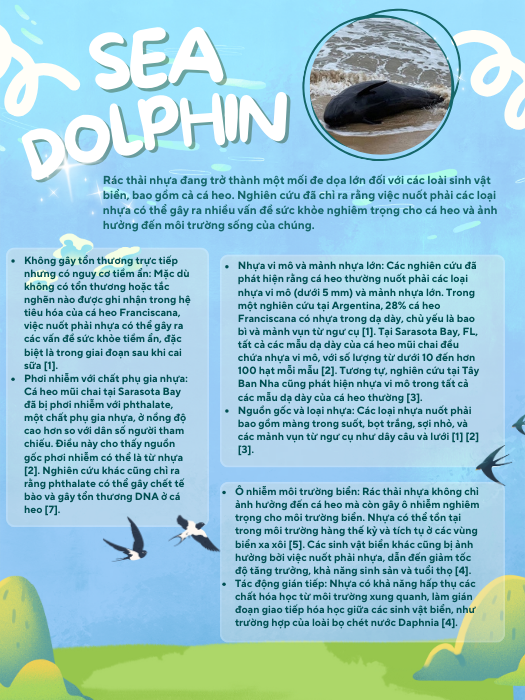 SEA
DOLPHIN
Rác thải nhựa đang trở thành một mối đe dọa lớn đối với các loài sinh vật
biển, bao gồm cả cá heo. Nghiên cứu đã chỉ ra rằng việc nuốt phải các loại
nhựa có thể gây ra nhiều vấn đề sức khỏe nghiêm trọng cho cá heo và ảnh
hưởng đến môi trường sống của chúng.
• Không gây tổn thương trực tiếp
nhưng có nguy cơ tiềm ẩn: Mặc dù
không có tổn thương hoặc tắc
nghẽn nào được ghi nhận trong hệ
tiêu hóa của cá heo Franciscana,
việc nuốt phải nhựa có thể gây ra
các vấn đề sức khỏe tiềm ẩn, đặc
biệt là trong giai đoạn sau khi cai
sữa [1].
• Phơi nhiễm với chất phụ gia nhựa:
Cá heo mũi chai tại Sarasota Bay
đã bị phơi nhiễm với phthalate,
một chất phụ gia nhựa, ở nồng độ
cao hơn so với dân số người tham
chiếu. Điều này cho thấy nguồn
gốc phơi nhiễm có thể là từ nhựa
[2]. Nghiên cứu khác cũng chỉ ra
rằng phthalate có thể gây chết tế
bào và gây tổn thương DNA ở cá
heo [7].
• Nhựa vi mô và mảnh nhựa lớn: Các nghiên cứu đã
phát hiện rằng cá heo thường nuốt phải các loại
nhựa vi mô (dưới 5 mm) và mảnh nhựa lớn. Trong
một nghiên cứu tại Argentina, 28% cá heo
Franciscana có nhựa trong dạ dày, chủ yếu là bao
bì và mảnh vụn từ ngư cụ [1]. Tại Sarasota Bay, FL,
tất cả các mẫu dạ dày của cá heo mũi chai đều
chứa nhựa vi mô, với số lượng từ dưới 10 đến hơn
100 hạt mỗi mẫu [2]. Tương tự, nghiên cứu tại Tây
Ban Nha cũng phát hiện nhựa vi mô trong tất cả
các mẫu dạ dày của cá heo thường [3].
• Nguồn gốc và loại nhựa: Các loại nhựa nuốt phải
bao gồm màng trong suốt, bọt trắng, sợi nhỏ, và
các mảnh vụn từ ngư cụ như dây câu và lưới [1] [2]
[3].
• Ô nhiễm môi trường biển: Rác thải nhựa không chỉ
ảnh hưởng đến cá heo mà còn gây ô nhiễm nghiêm
trọng cho môi trường biển. Nhựa có thể tồn tại
trong môi trường hàng thế kỷ và tích tụ ở các vùng
biển xa xôi [5]. Các sinh vật biển khác cũng bị ảnh
hưởng bởi việc nuốt phải nhựa, dẫn đến giảm tốc
độ tăng trưởng, khả năng sinh sản và tuổi thọ [4].
• Tác động gián tiếp: Nhựa có khả năng hấp thụ các
chất hóa học từ môi trường xung quanh, làm gián
đoạn giao tiếp hóa học giữa các sinh vật biển, như
trường hợp của loài bọ chét nước Daphnia [4].